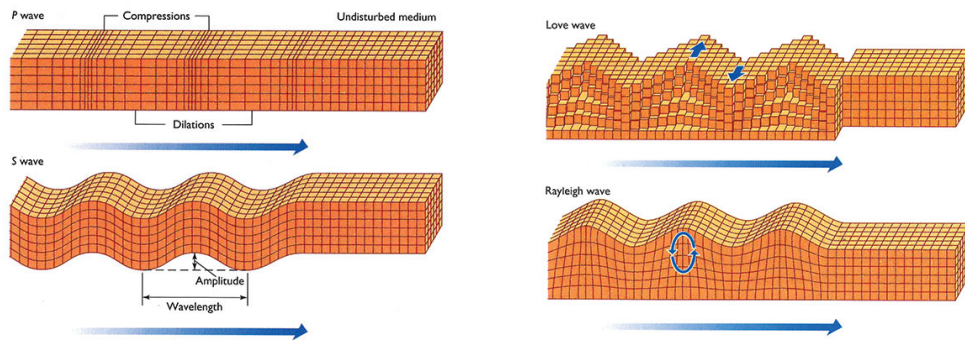 P wave
Compressions
Undisturbed medium
Dilations
S wave
Amplitude
Wavelength
Love wave
Rayleigh wave